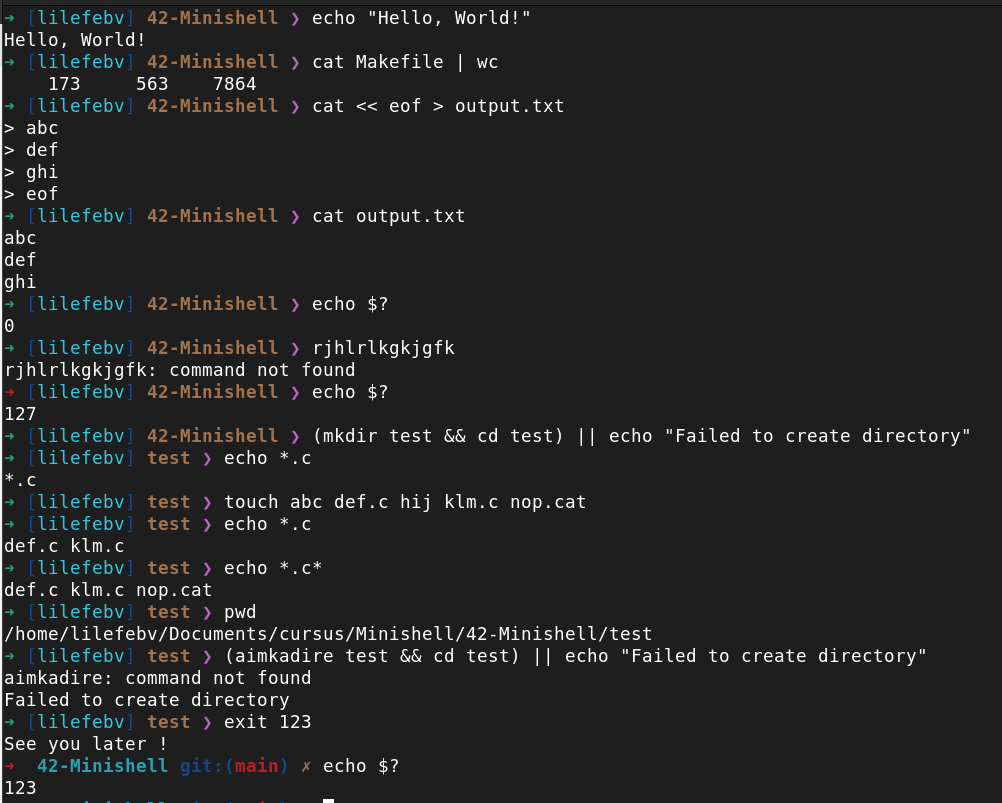 ➜ [lilefebv] 42-Minishell ❯ echo "Hello, World!"
Hello, World!
➜ [lilefebv] 42-Minishell ❯ cat Makefile | wc
    173     563    7864
➜ [lilefebv] 42-Minishell ❯ cat << eof > output.txt
> abc
> def
> ghi
> eof
➜ [lilefebv] 42-Minishell ❯ cat output.txt
abc
def
ghi
➜ [lilefebv] 42-Minishell ❯ echo $?
0
➜ [lilefebv] 42-Minishell ❯ rjhlrlkgkjgfk
rjhlrlkgkjgfk: command not found
➜ [lilefebv] 42-Minishell ❯ echo $?
127
➜ [lilefebv] 42-Minishell ❯ (mkdir test && cd test) || echo "Failed to create directory"
➜ [lilefebv] test ❯ echo *.c
*.c
➜ [lilefebv] test ❯ touch abc def.c hij klm.c nop.cat
➜ [lilefebv] test ❯ echo *.c
def.c klm.c
➜ [lilefebv] test ❯ echo *.c*
def.c klm.c nop.cat
➜ [lilefebv] test ❯ pwd
/home/lilefebv/Documents/cursus/Minishell/42-Minishell/test
➜ [lilefebv] test ❯ (aimkadire test && cd test) || echo "Failed to create directory"
aimkadire: command not found
Failed to create directory
➜ [lilefebv] test ❯ exit 123
See you later !
➜  42-Minishell git:(main) ✗ echo $?
123